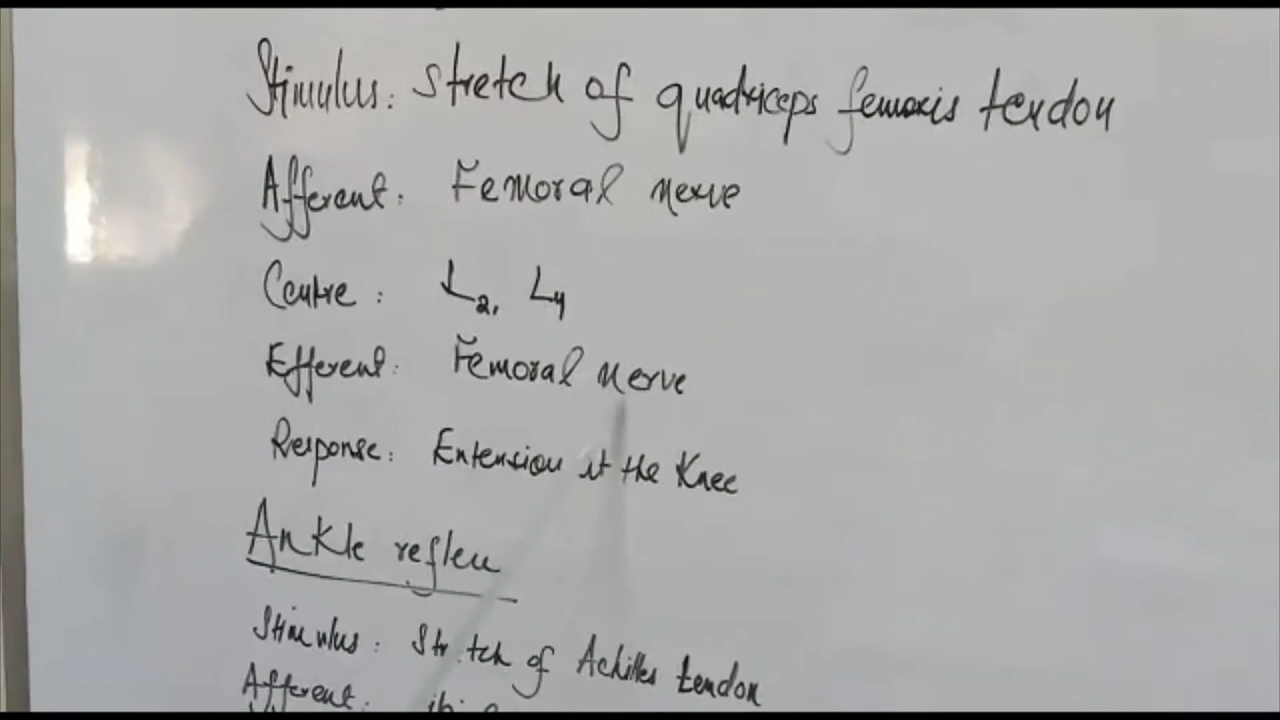 Stimulus: Stretch of quadriceps femoris tendon
Afferent: Femoral nerve
Centre: L2, L4
Efferent: Femoral nerve
Response: Extension at the Knee
Ankle reflex
Stimulus: Stretch of Achilles tendon
Afferent: